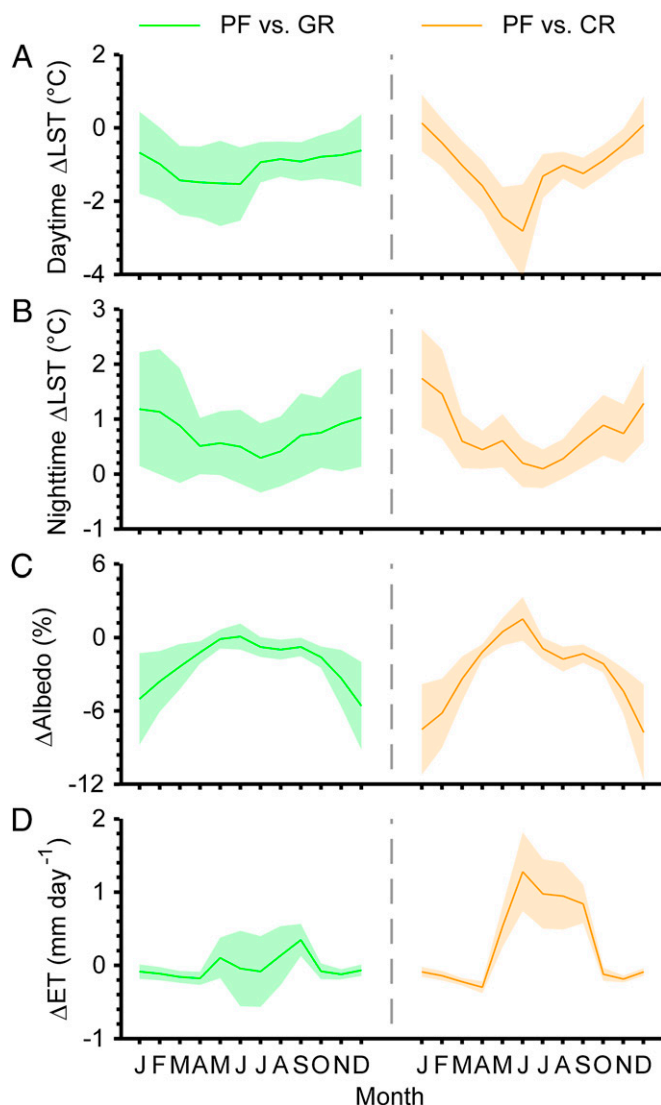 PF vs. GR PF vs. CR
A
Daytime ΔLST (°C)
2
0
-2
-4
B
Nighttime ΔLST (°C)
3
2
1
0
-1
C
ΔAlbedo (%)
6
0
-6
-12
D
ΔET (mm day⁻¹)
2
1
0
-1
J F M A M J J A S O N D J F M A M J J A S O N D
Month